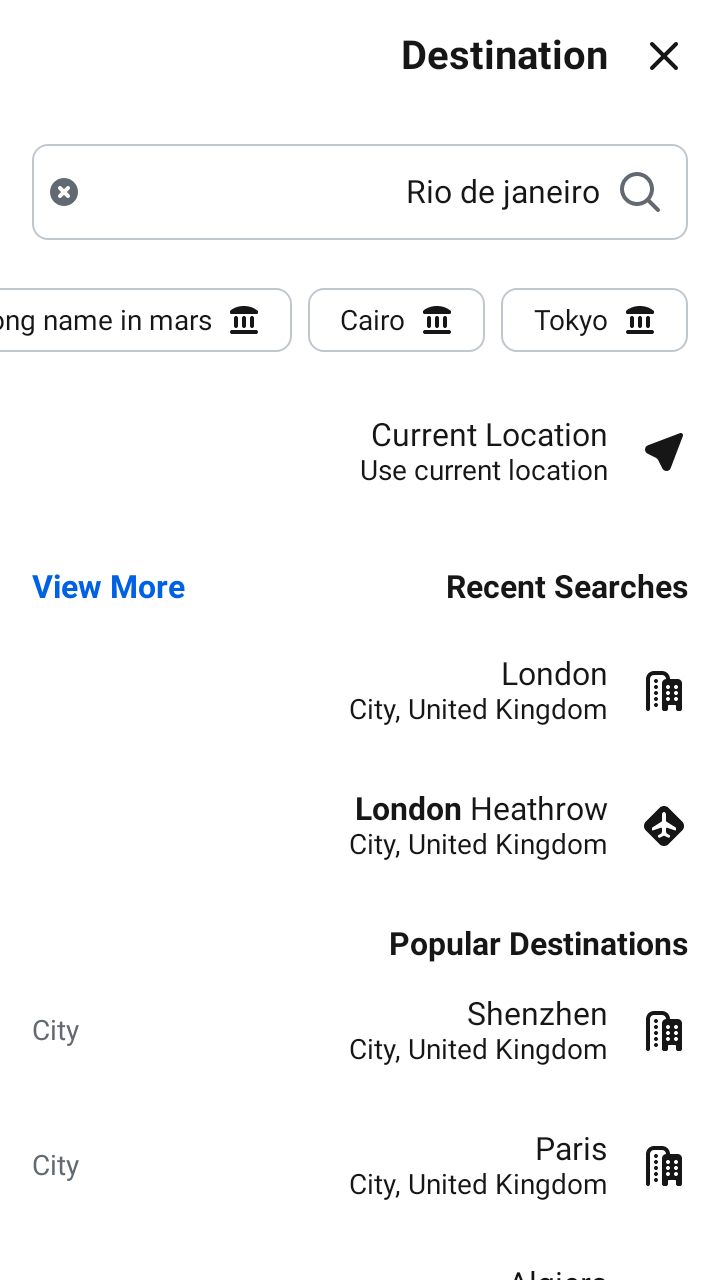 Destination
Rio de janeiro
Tokyo
Cairo
name in mars
Current Location
Use current location
Recent Searches
View More
London
City, United Kingdom
London Heathrow
City, United Kingdom
Popular Destinations
Shenzhen
City, United Kingdom
City
Paris
City, United Kingdom
City